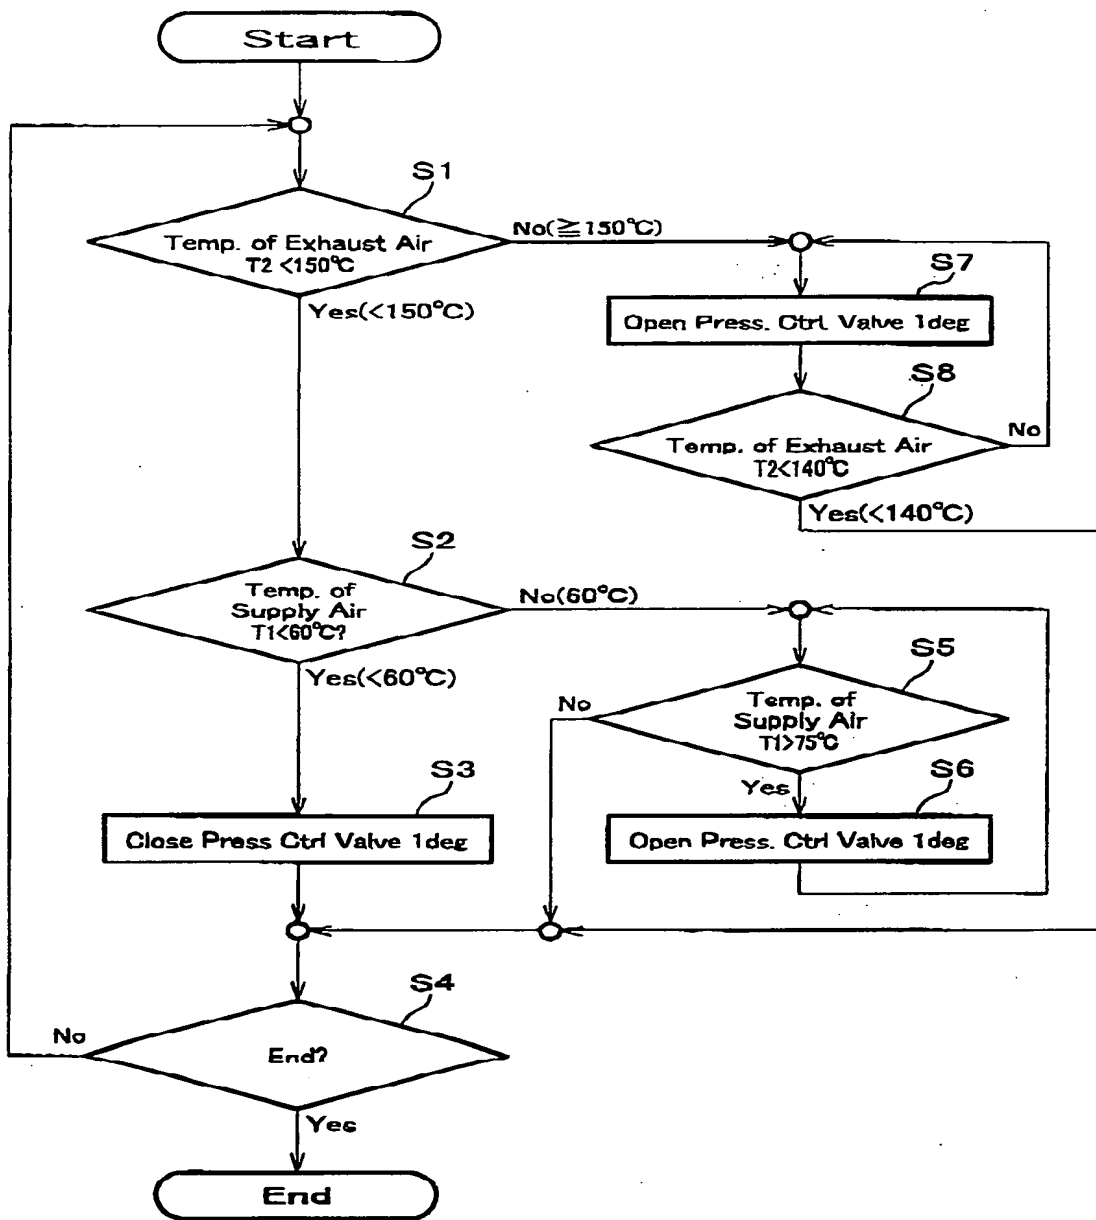 Start
S1
Temp. of Exhaust Air
T2 <150°C
No(≧150°C)
Yes(<150°C)
S7
Open Press. Ctrl Valve 1deg
S8
Temp. of Exhaust Air
T2<140°C
No
Yes(<140°C)
S2
Temp. of
Supply Air
T1<60°C?
No(60°C)
Yes(<60°C)
S5
Temp. of
Supply Air
T1>75°C
No
Yes
S3
Close Press Ctrl Valve 1deg
S6
Open Press. Ctrl Valve 1deg
S4
End?
No
Yes
End